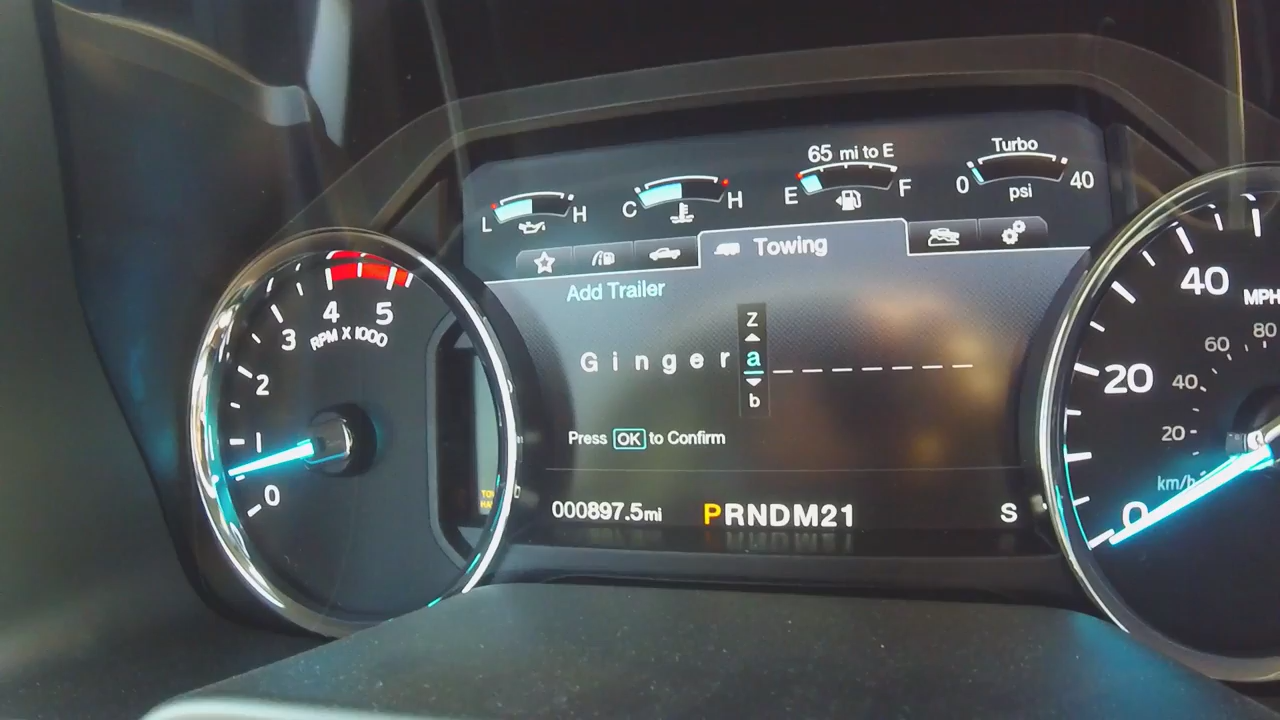 65 mi to E
Turbo
L H
C H
E F
0 40
psi
Towing
Add Trailer
Z
Gingera
b
Press OK to Confirm
000897.5mi
PRNDM21
S
0
1
2
3
4
5
RPM X 1000
0
20
40
MPH
km/h
20
40
60
80